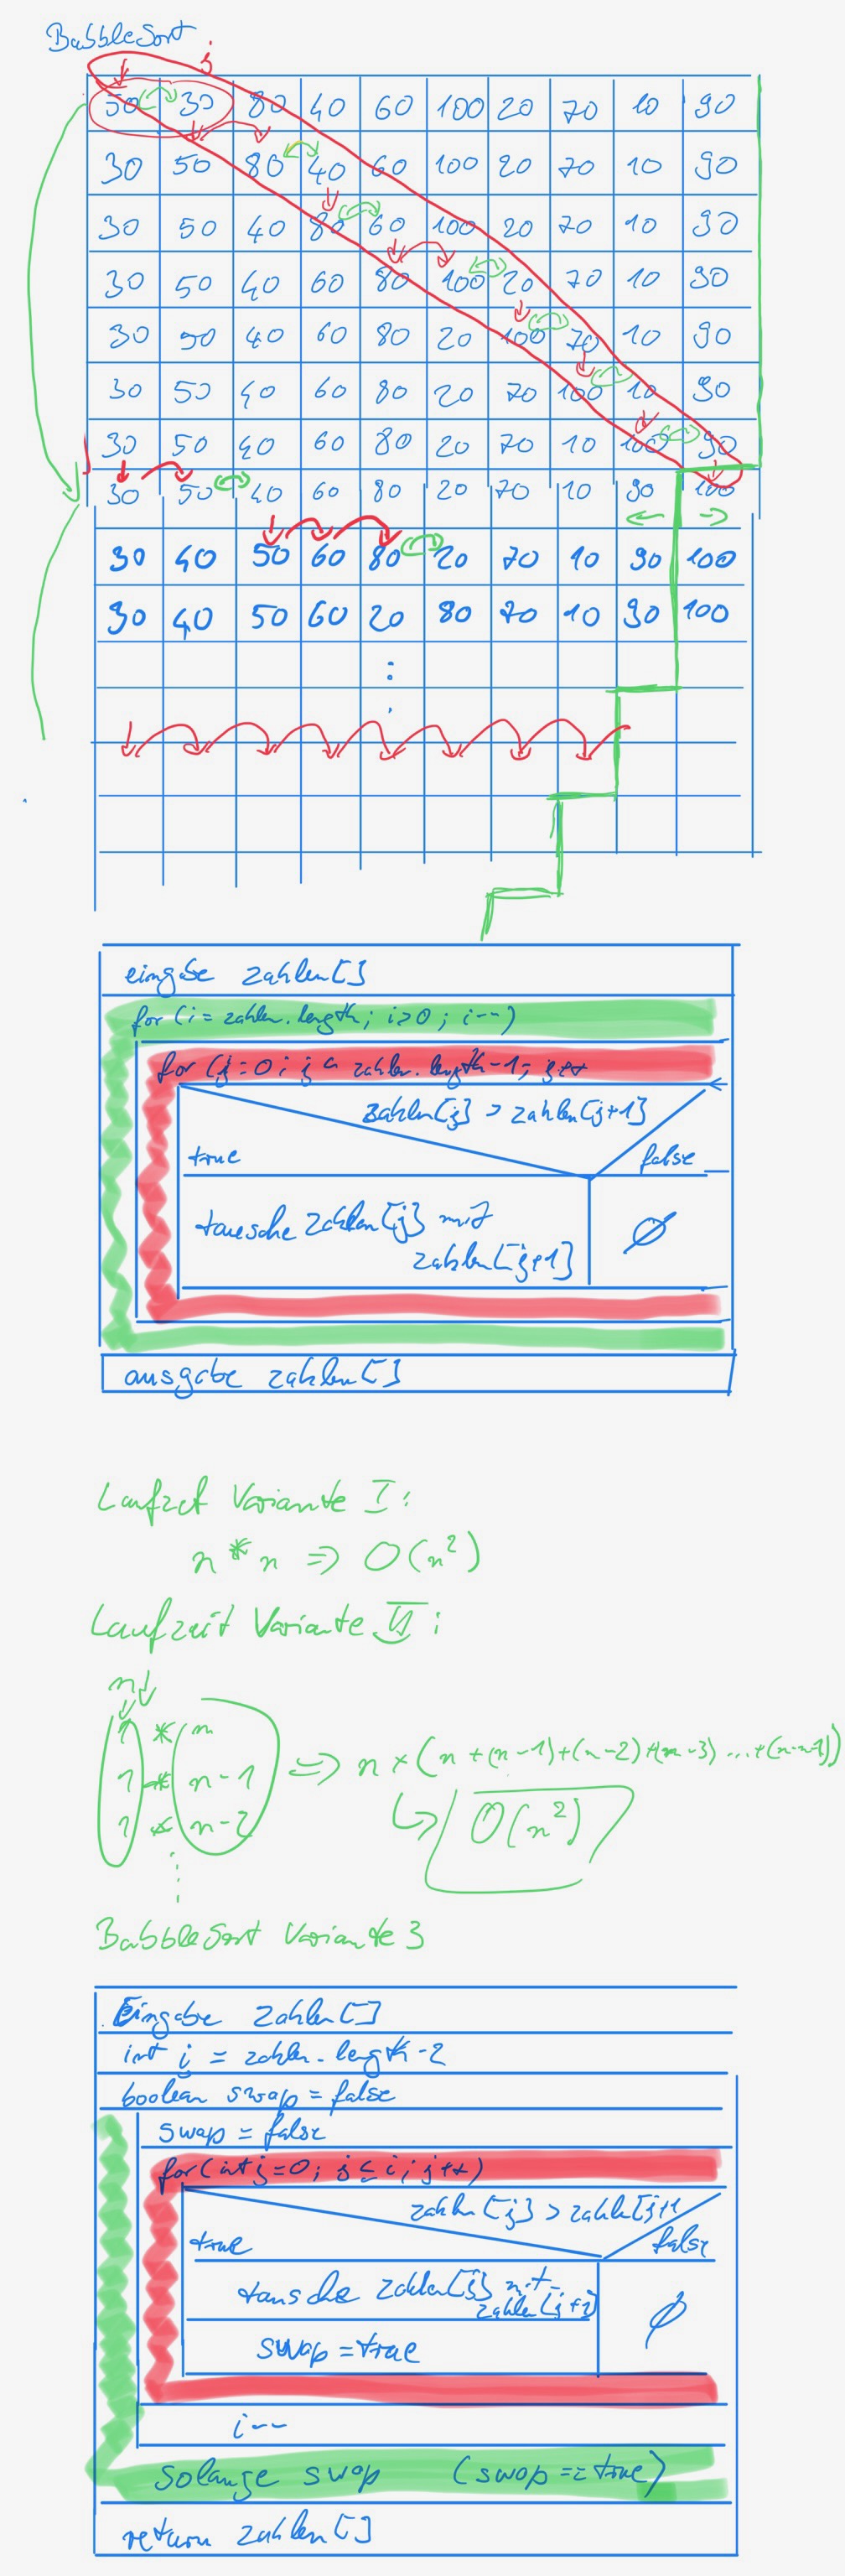 BubbleSort
j
50 30 80 40 60 100 20 70 10 90
30 50 80 40 60 100 20 70 10 90
30 50 40 80 60 100 20 70 10 90
30 50 40 60 80 100 20 70 10 90
30 50 40 60 80 20 100 70 10 90
30 50 40 60 80 20 70 100 10 90
30 50 40 60 80 20 70 10 100 90
30 50 40 60 80 20 70 10 90 100
30 40 50 60 80 20 70 10 90 100
30 40 50 60 20 80 70 10 90 100
:
.
eingabe zahlen[]
for (i = zahlen.length; i>0; i--)
for (j=0; j < zahlen.length-1; j++
zahlen[j] > zahlen[j+1]
true false
tausche zahlen[j] mit ∅
zahlen[j+1]
ausgabe zahlen[]
Laufzeit Variante I:
n * n => O(n²)
Laufzeit Variante II:
n
1 * n
1 * n-1 => n * (n+(n-1)+(n-2)+(n-3) ...+(n-n-1))
1 * n-2 O(n²)
BubbleSort Variante 3
Eingabe Zahlen[]
int i = zahlen.length-2
boolean swap = false
swap = false
for(int j=0; j≤i; j++)
zahlen[j] > zahlen[j+1
true false
tausche zahlen[j] mit
zahlen[j+1] ∅
swap = true
i--
solange swap (swap == true)
return zahlen[]